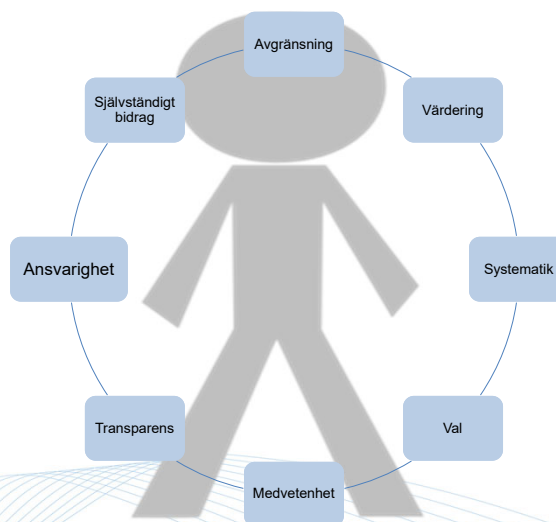 Avgränsning
Värdering
Systematik
Val
Medvetenhet
Transparens
Ansvarighet
Självständigt
bidrag